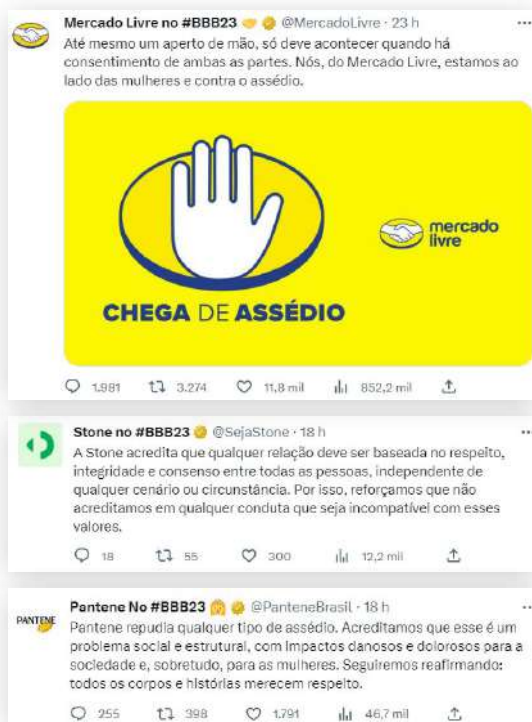 Mercado Livre no #BBB23 @MercadoLivre · 23 h
Até mesmo um aperto de mão, só deve acontecer quando há
consentimento de ambas as partes. Nós, do Mercado Livre, estamos ao
lado das mulheres e contra o assédio.
mercado
livre
CHEGA DE ASSÉDIO
1.981 3.274 11,8 mil 852,2 mil
Stone no #BBB23 @SejaStone · 18 h
A Stone acredita que qualquer relação deve ser baseada no respeito,
integridade e consenso entre todas as pessoas, independente de
qualquer cenário ou circunstância. Por isso, reforçamos que não
acreditamos em qualquer conduta que seja incompatível com esses
valores.
18 55 300 12,2 mil
PANTENE
Pantene No #BBB23 @PanteneBrasil · 18 h
Pantene repudia qualquer tipo de assédio. Acreditamos que esse é um
problema social e estrutural, com impactos danosos e dolorosos para a
sociedade e, sobretudo, para as mulheres. Seguiremos reafirmando:
todos os corpos e histórias merecem respeito.
255 398 1.791 46,7 mil